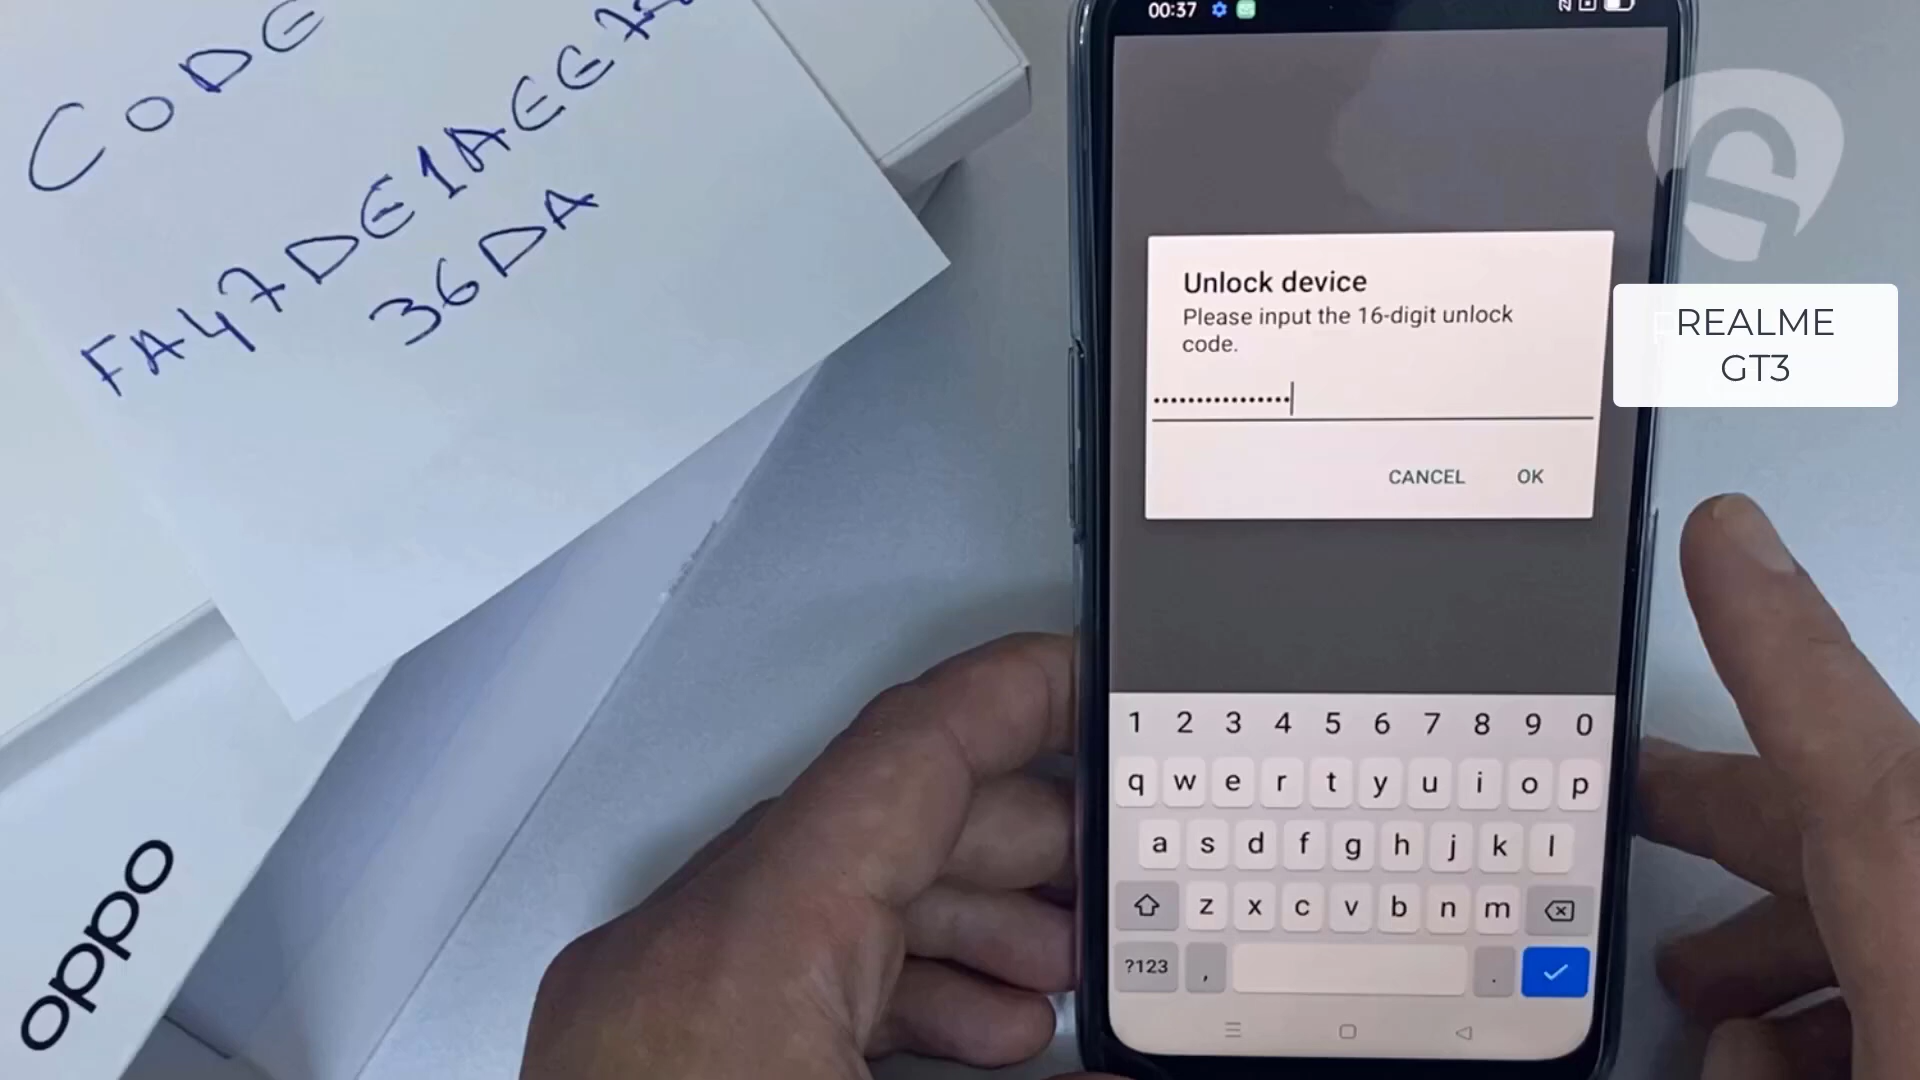 CODE
FA47DE1AEE7
36DA
oppo
00:37
Unlock device
Please input the 16-digit unlock
code.
CANCEL OK
REALME
GT3
1 2 3 4 5 6 7 8 9 0
q w e r t y u i o p
a s d f g h j k l
z x c v b n m
?123 , .